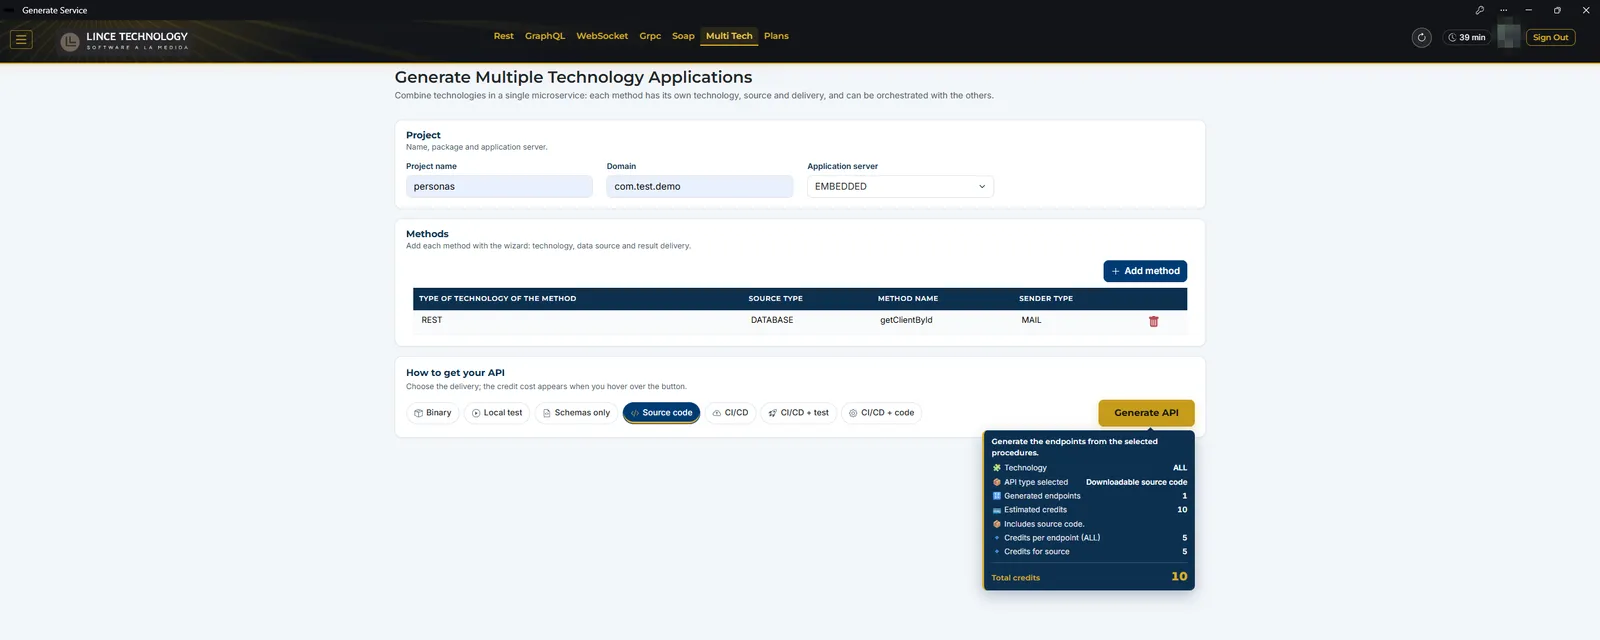 Generate Service
LINCE TECHNOLOGY
SOFTWARE A LA MEDIDA
Rest GraphQL WebSocket Grpc Soap Multi Tech Plans
39 min
Sign Out
Generate Multiple Technology Applications
Combine technologies in a single microservice: each method has its own technology, source and delivery, and can be orchestrated with the others.
Project
Name, package and application server.
Project name Domain Application server
personas com.test.demo EMBEDDED
Methods
Add each method with the wizard: technology, data source and result delivery.
+ Add method
TYPE OF TECHNOLOGY OF THE METHOD SOURCE TYPE METHOD NAME SENDER TYPE
REST DATABASE getClientById MAIL
How to get your API
Choose the delivery; the credit cost appears when you hover over the button.
Binary Local test Schemas only Source code CI/CD CI/CD + test CI/CD + code
Generate API
Generate the endpoints from the selected
procedures.
Technology ALL
API type selected Downloadable source code
Generated endpoints 1
Estimated credits 10
Includes source code.
Credits per endpoint (ALL) 5
Credits for source 5
Total credits 10